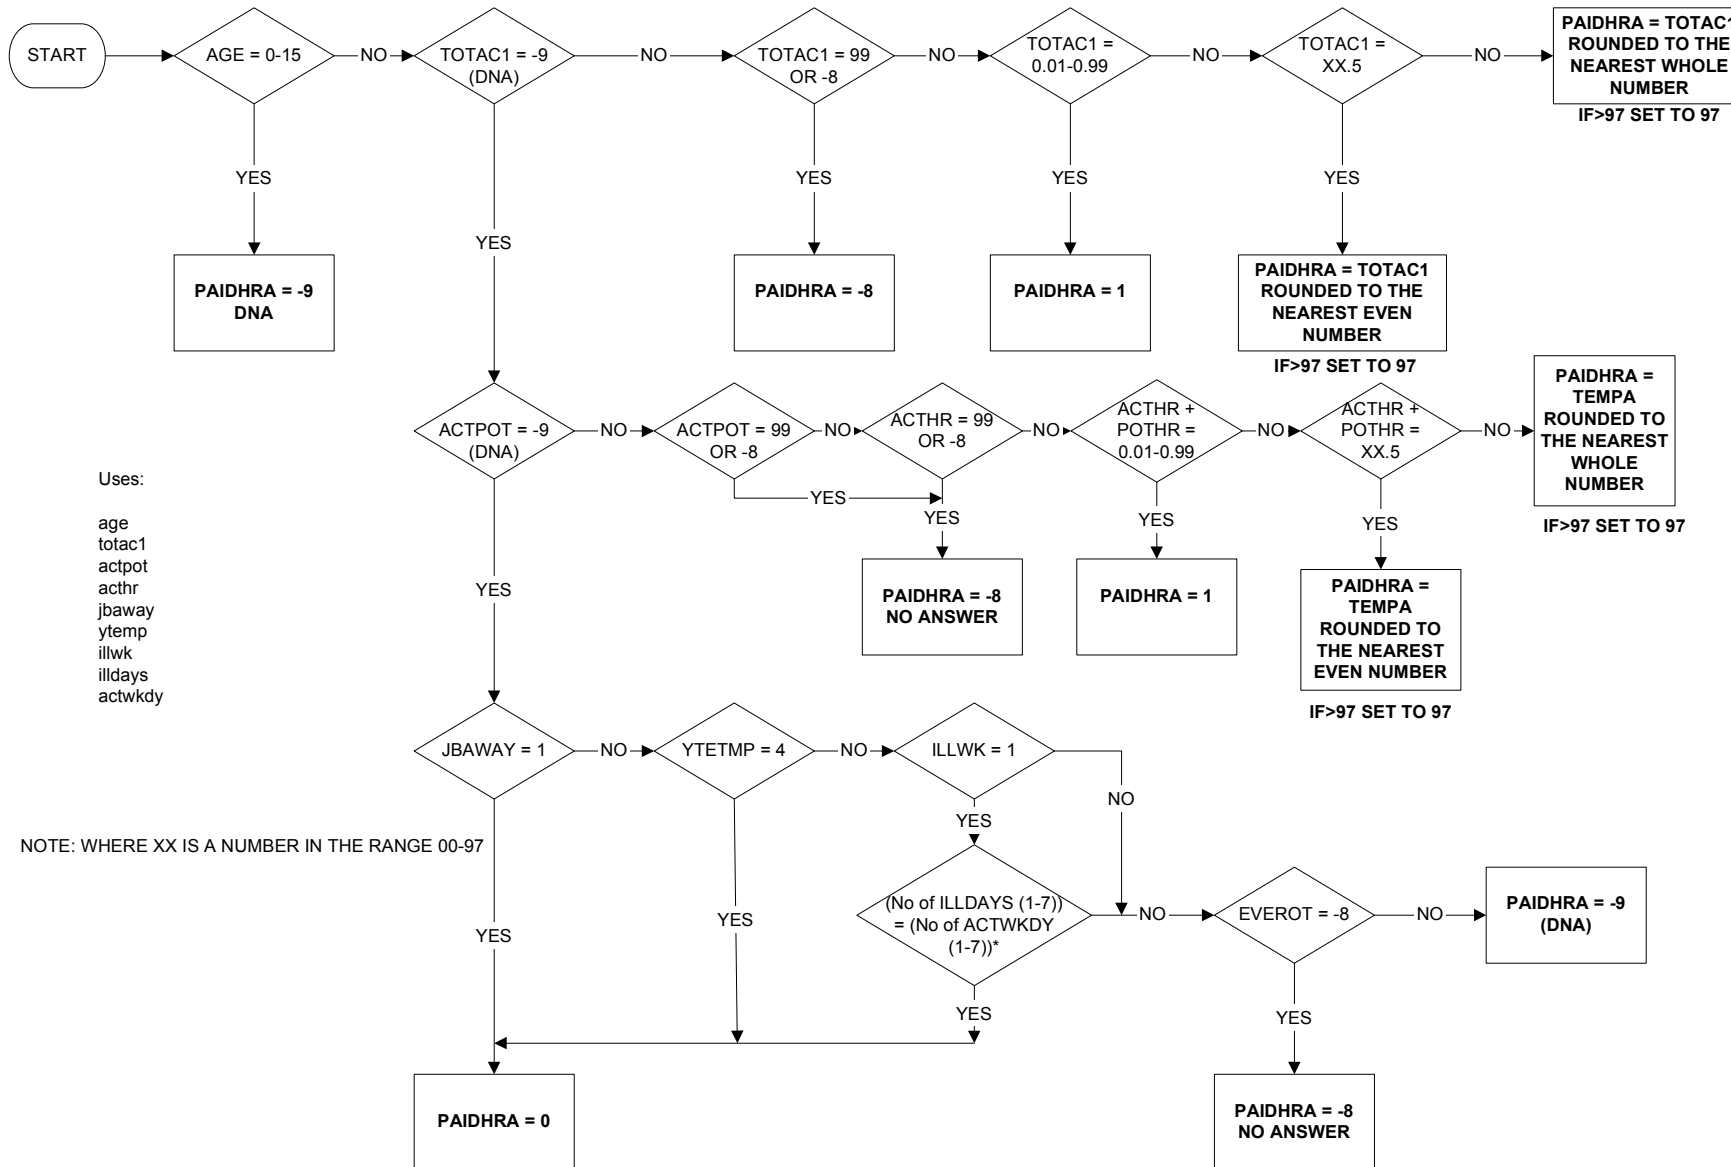 START
AGE = 0-15
NO
TOTAC1 = -9
(DNA)
NO
TOTAC1 = 99
OR -8
NO
TOTAC1 =
0.01-0.99
NO
TOTAC1 =
XX.5
NO
PAIDHRA = TOTAC1
ROUNDED TO THE
NEAREST WHOLE
NUMBER
IF>97 SET TO 97
YES
YES
YES
YES
YES
PAIDHRA = -9
DNA
PAIDHRA = -8
PAIDHRA = 1
PAIDHRA = TOTAC1
ROUNDED TO THE
NEAREST EVEN
NUMBER
IF>97 SET TO 97
ACTPOT = -9
(DNA)
NO
ACTPOT = 99
OR -8
NO
ACTHR = 99
OR -8
NO
ACTHR +
POTHR =
0.01-0.99
NO
ACTHR +
POTHR =
XX.5
NO
PAIDHRA =
TEMPA
ROUNDED TO
THE NEAREST
WHOLE
NUMBER
IF>97 SET TO 97
YES
YES
YES
YES
YES
PAIDHRA = -8
NO ANSWER
PAIDHRA = 1
PAIDHRA =
TEMPA
ROUNDED TO
THE NEAREST
EVEN NUMBER
IF>97 SET TO 97
Uses:
age
totac1
actpot
acthr
jbaway
ytemp
illwk
illdays
actwkdy
JBAWAY = 1
NO
YTETMP = 4
NO
ILLWK = 1
NO
YES
NOTE: WHERE XX IS A NUMBER IN THE RANGE 00-97
YES
YES
(No of ILLDAYS (1-7))
= (No of ACTWKDY
(1-7))*
NO
EVEROT = -8
NO
PAIDHRA = -9
(DNA)
YES
YES
PAIDHRA = 0
PAIDHRA = -8
NO ANSWER